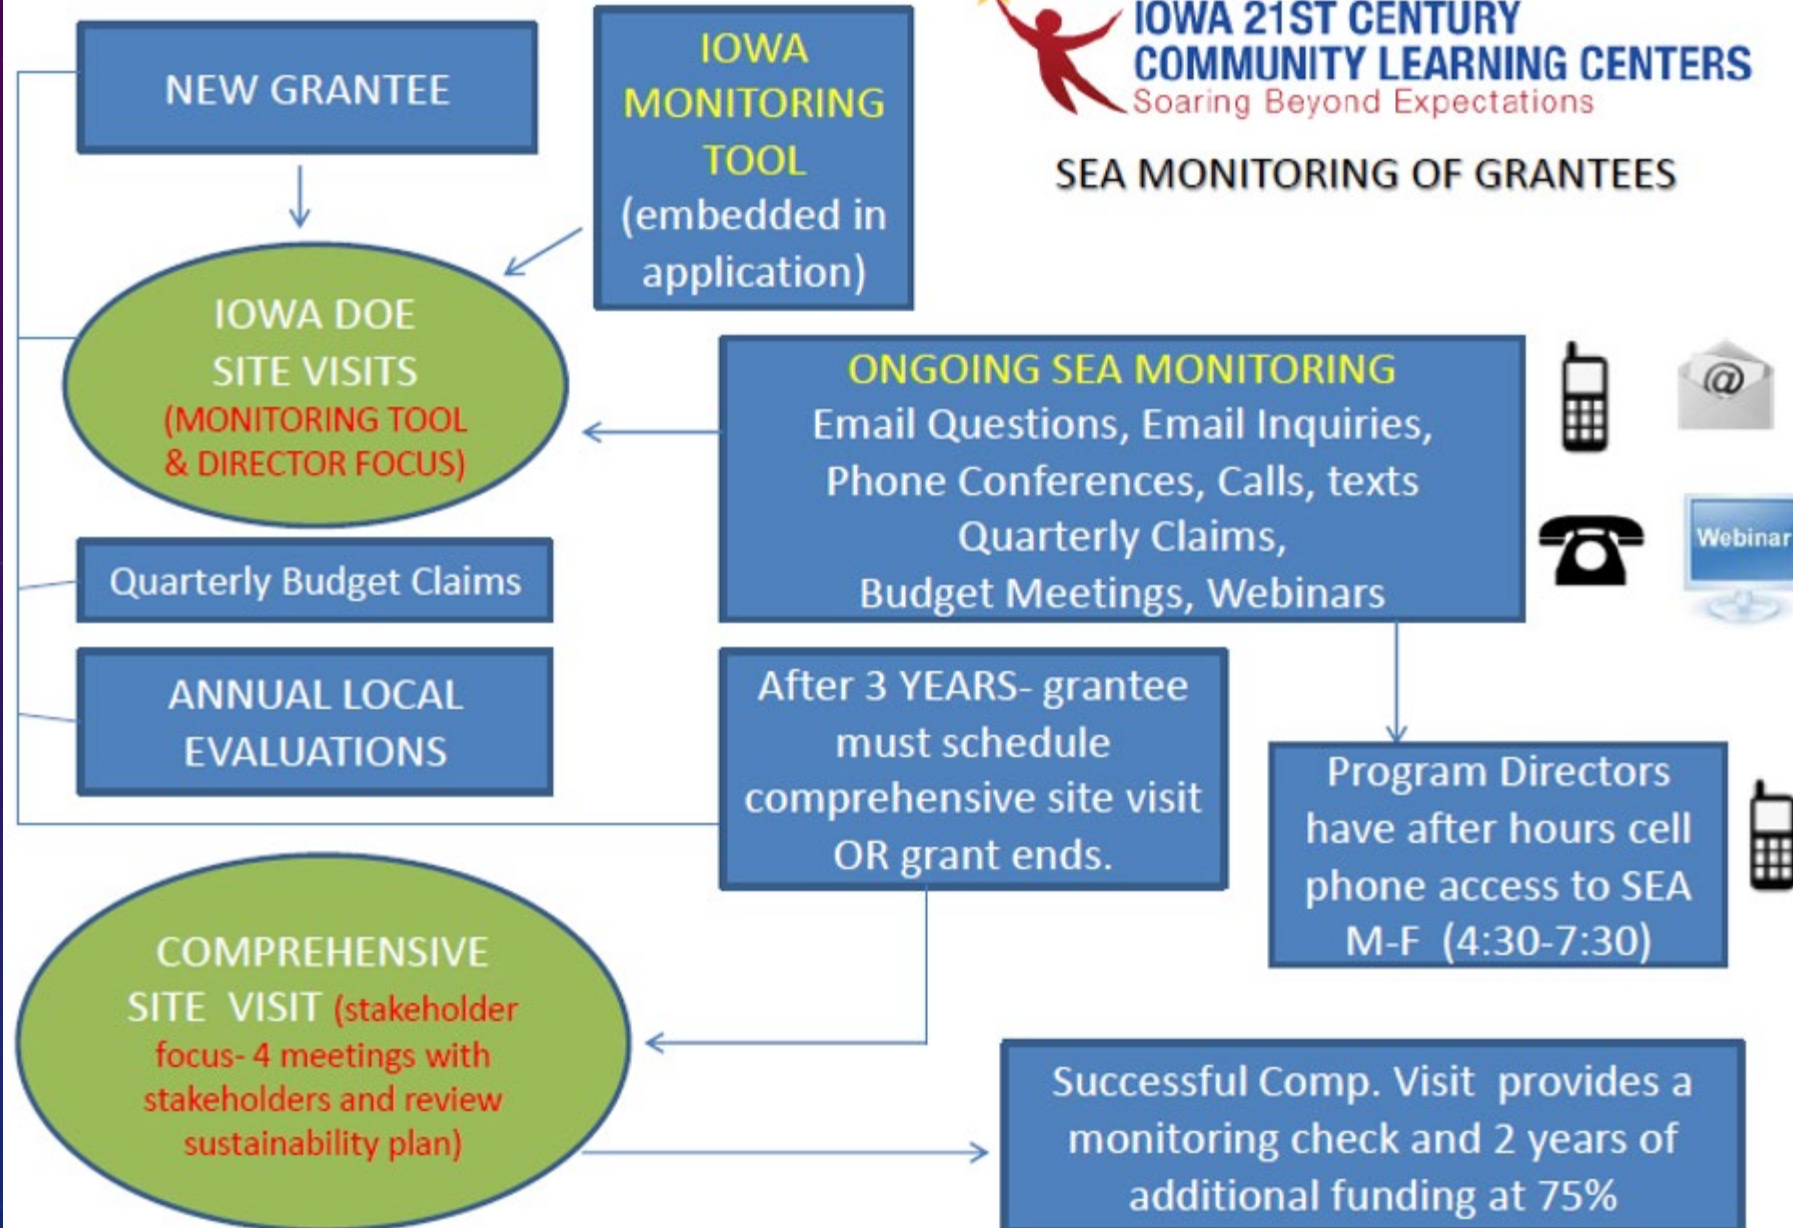 IOWA 21ST CENTURY
COMMUNITY LEARNING CENTERS
Soaring Beyond Expectations
SEA MONITORING OF GRANTEES
NEW GRANTEE
IOWA
MONITORING
TOOL
(embedded in
application)
IOWA DOE
SITE VISITS
(MONITORING TOOL
& DIRECTOR FOCUS)
ONGOING SEA MONITORING
Email Questions, Email Inquiries,
Phone Conferences, Calls, texts
Quarterly Claims,
Budget Meetings, Webinars
@
Webinar
Quarterly Budget Claims
ANNUAL LOCAL
EVALUATIONS
After 3 YEARS- grantee
must schedule
comprehensive site visit
OR grant ends.
Program Directors
have after hours cell
phone access to SEA
M-F (4:30-7:30)
COMPREHENSIVE
SITE VISIT (stakeholder
focus- 4 meetings with
stakeholders and review
sustainability plan)
Successful Comp. Visit provides a
monitoring check and 2 years of
additional funding at 75%